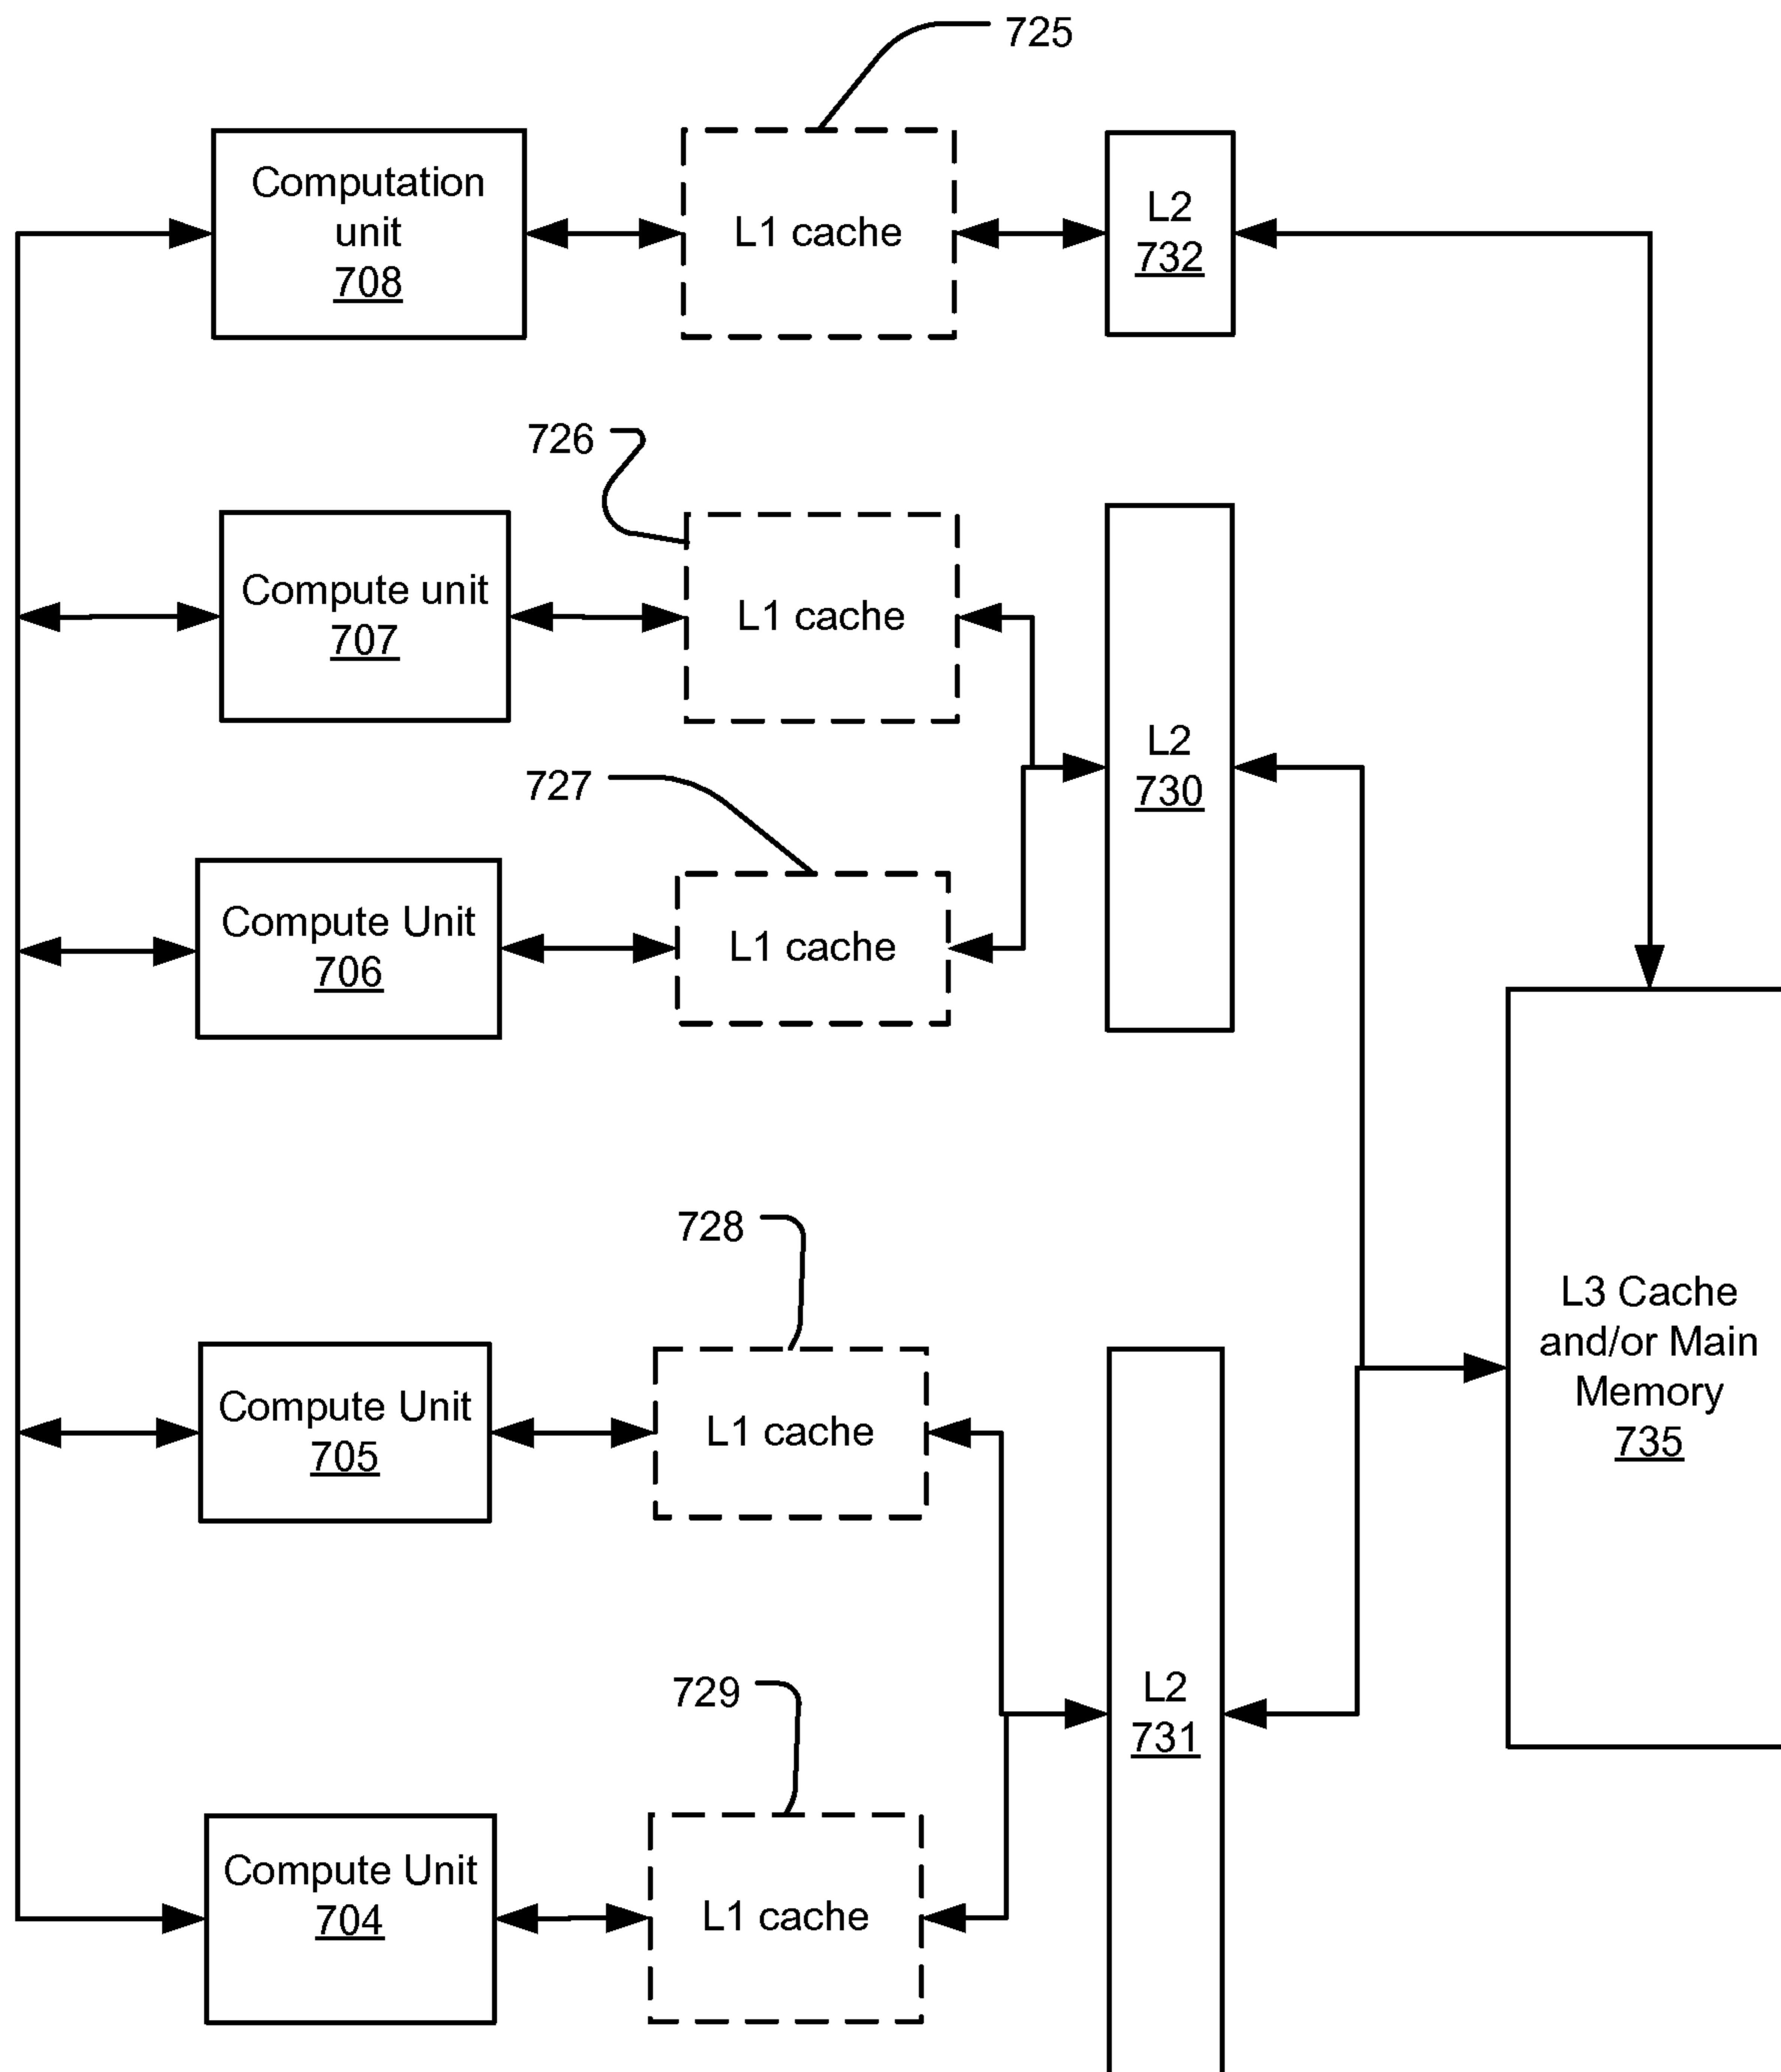 725
Computation
unit
708
L1 cache
L2
732
726
Compute unit
707
L1 cache
L2
730
727
Compute Unit
706
L1 cache
728
Compute Unit
705
L1 cache
L3 Cache
and/or Main
Memory
735
729
L2
731
Compute Unit
704
L1 cache